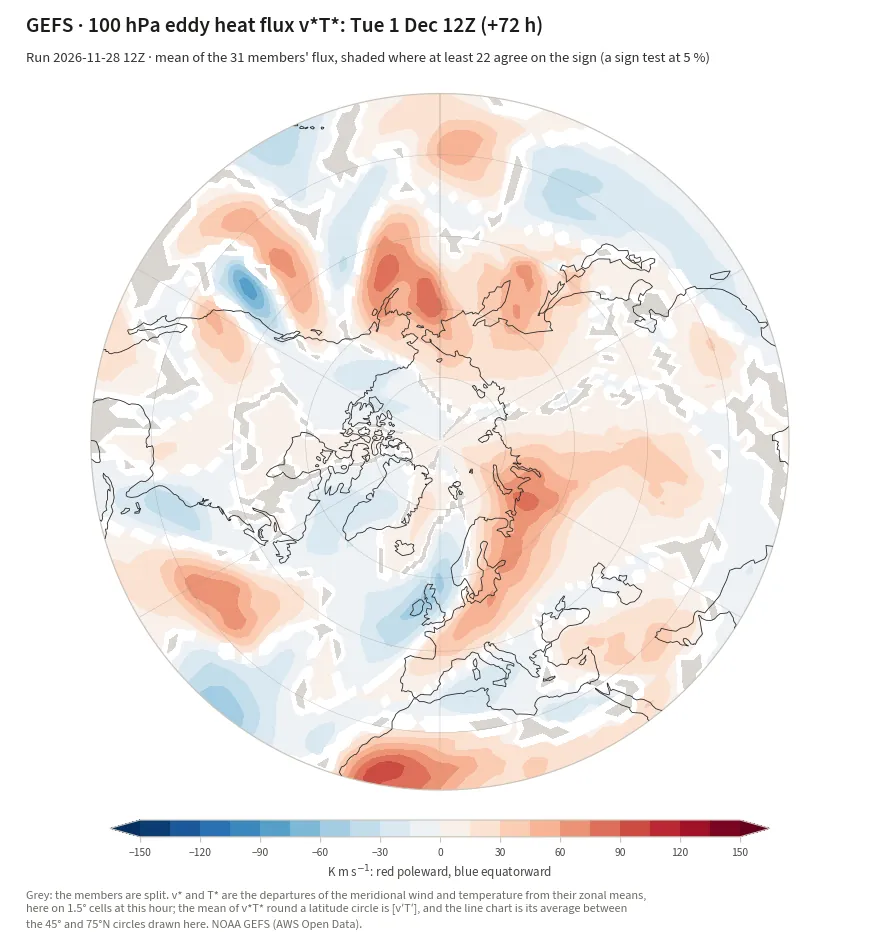 GEFS · 100 hPa eddy heat flux v*T*: Tue 1 Dec 12Z (+72 h)
Run 2026-11-28 12Z · mean of the 31 members' flux, shaded where at least 22 agree on the sign (a sign test at 5 %)
−150 −120 −90 −60 −30 0 30 60 90 120 150
K m s⁻¹: red poleward, blue equatorward
Grey: the members are split. v* and T* are the departures of the meridional wind and temperature from their zonal means,
here on 1.5° cells at this hour; the mean of v*T* round a latitude circle is [v′T′], and the line chart is its average between
the 45° and 75°N circles drawn here. NOAA GEFS (AWS Open Data).